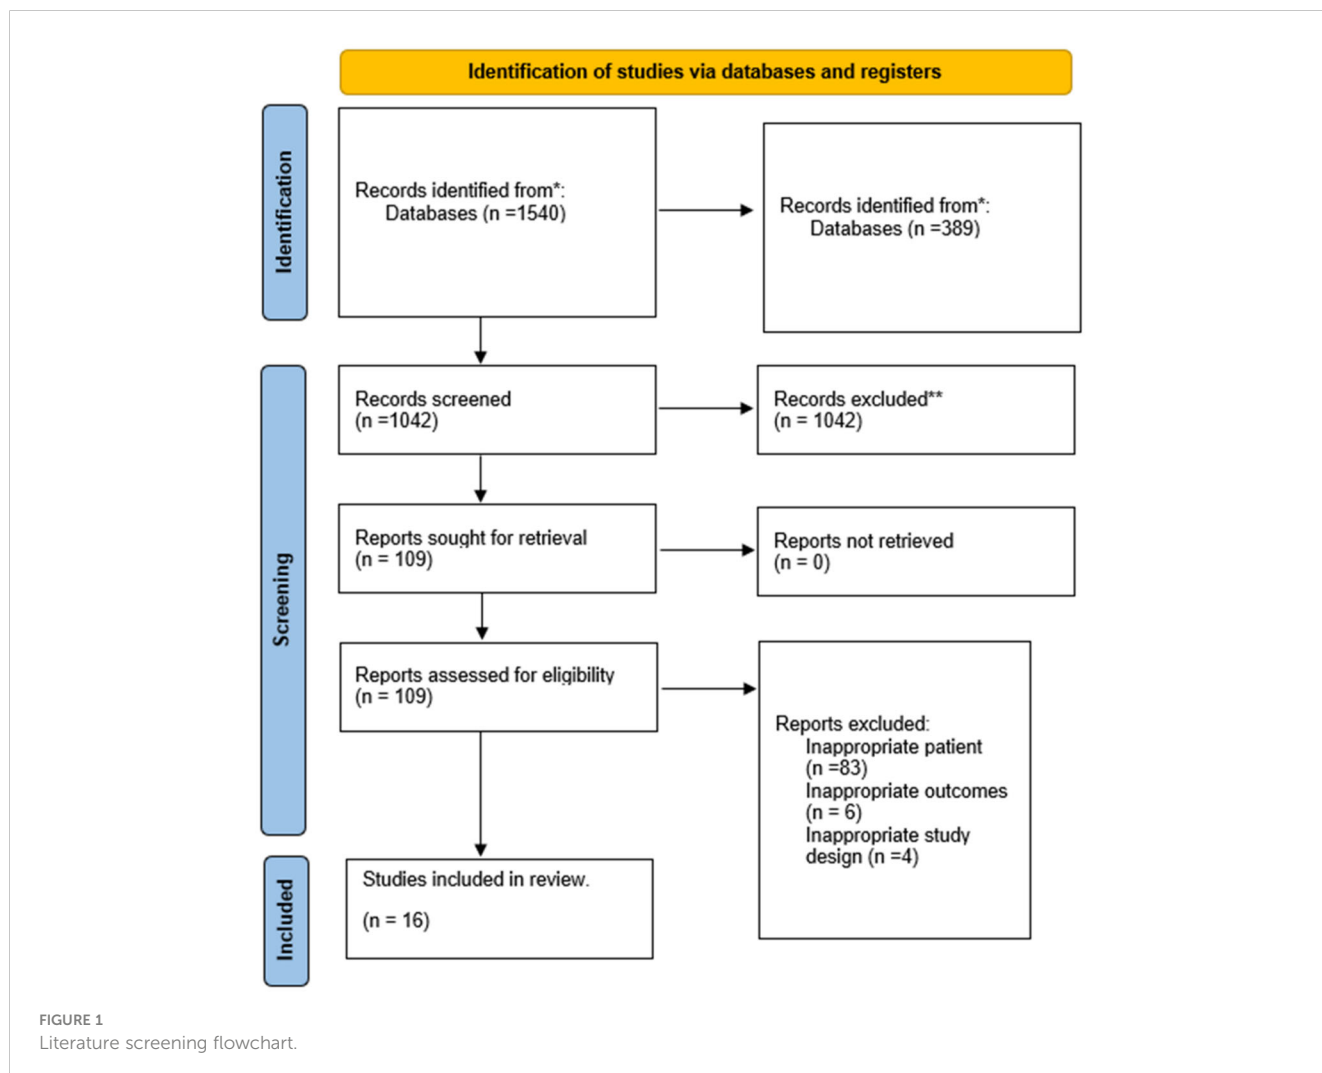 Identification of studies via databases and registers
Identification
Records identified from*:
Databases (n =1540)
Records identified from*:
Databases (n =389)
Screening
Records screened
(n =1042)
Records excluded**
(n = 1042)
Reports sought for retrieval
(n = 109)
Reports not retrieved
(n = 0)
Reports assessed for eligibility
(n = 109)
Reports excluded:
Inappropriate patient
(n =83)
Inappropriate outcomes
(n = 6)
Inappropriate study
design (n =4)
Included
Studies included in review.
(n = 16)
FIGURE 1
Literature screening flowchart.